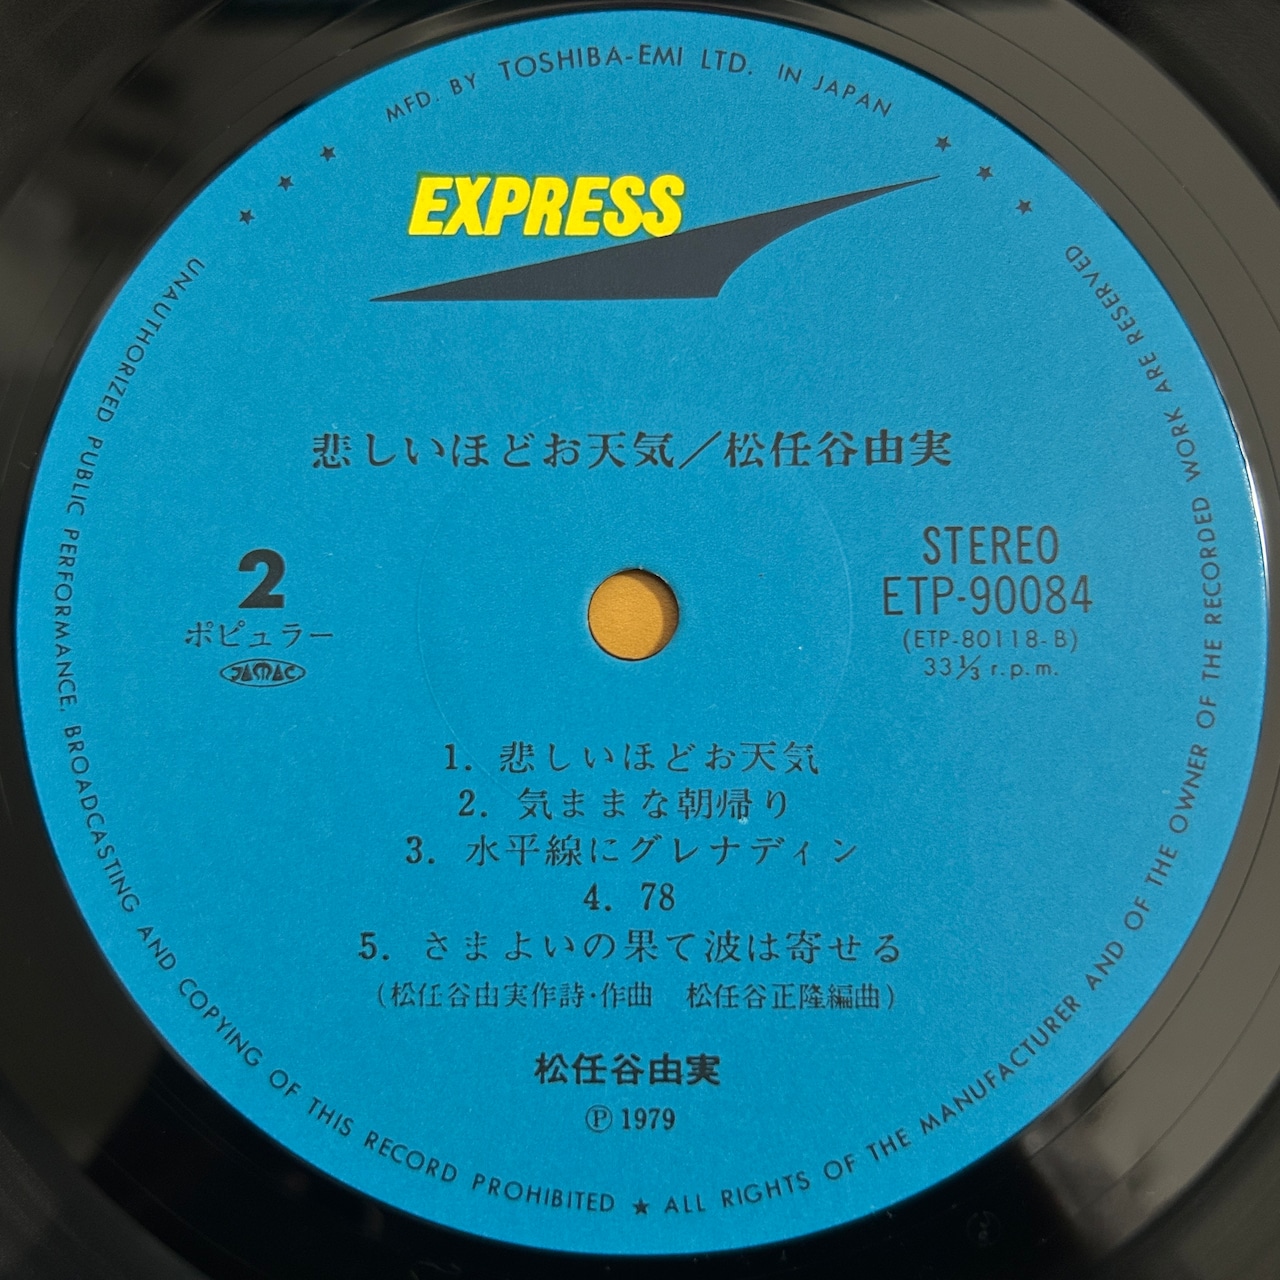 MFD. BY TOSHIBA-EMI LTD. IN JAPAN
EXPRESS
悲しいほどお天気／松任谷由実
2
ポピュラー
JAMAC
STEREO
ETP-90084
(ETP-80118-B)
33⅓ r.p.m.
1. 悲しいほどお天気
2. 気ままな朝帰り
3. 水平線にグレナディン
4. 78
5. さまよいの果て波は寄せる
(松任谷由実作詩・作曲　松任谷正隆編曲)
松任谷由実
Ⓟ 1979
UNAUTHORIZED PUBLIC PERFORMANCE, BROADCASTING AND COPYING OF THIS RECORD PROHIBITED ★ ALL RIGHTS OF THE MANUFACTURER AND OF THE OWNER OF THE RECORDED WORK ARE RESERVED